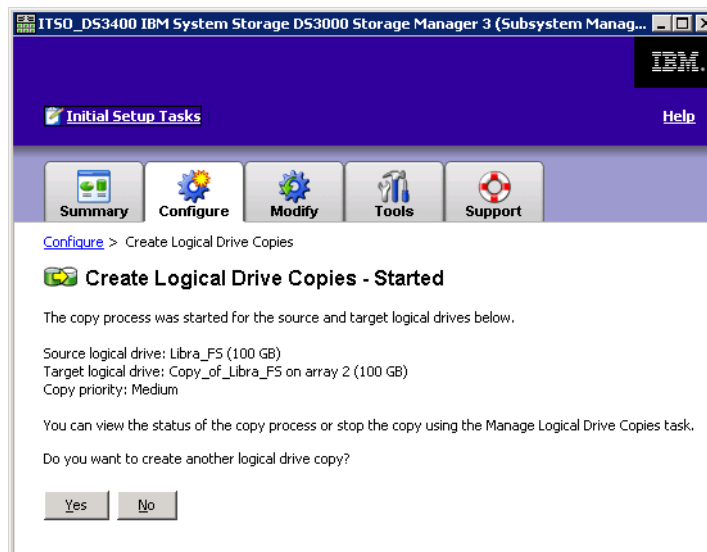 ITSO_DS3400 IBM System Storage DS3000 Storage Manager 3 (Subsystem Manag...
IBM.
Initial Setup Tasks
Help
Summary
Configure
Modify
Tools
Support
Configure > Create Logical Drive Copies
Create Logical Drive Copies - Started
The copy process was started for the source and target logical drives below.
Source logical drive: Libra_FS (100 GB)
Target logical drive: Copy_of_Libra_FS on array 2 (100 GB)
Copy priority: Medium
You can view the status of the copy process or stop the copy using the Manage Logical Drive Copies task.
Do you want to create another logical drive copy?
Yes
No